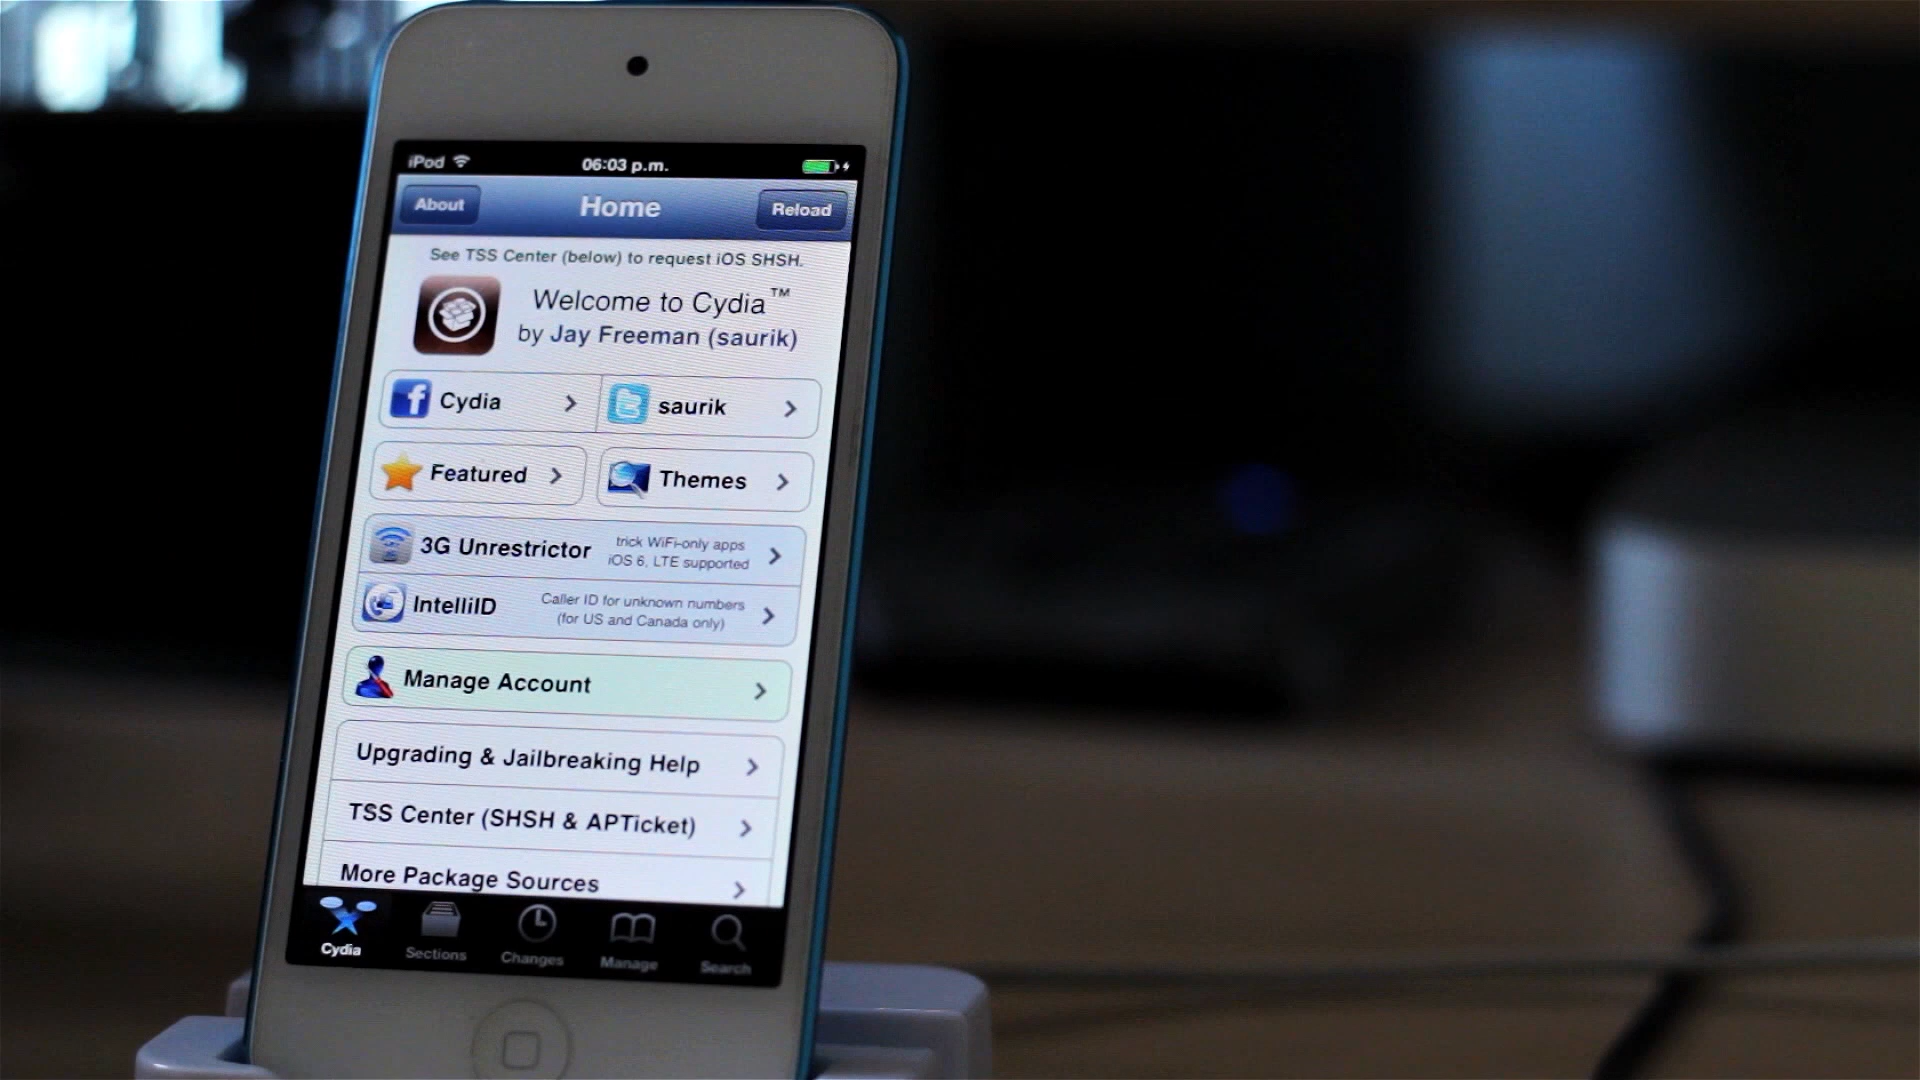 iPod 06:03 p.m.
About Home Reload
See TSS Center (below) to request iOS SHSH.
Welcome to Cydia™
by Jay Freeman (saurik)
Cydia saurik
Featured Themes
3G Unrestrictor trick WiFi-only apps
iOS 6, LTE supported
IntelliID Caller ID for unknown numbers
(for US and Canada only)
Manage Account
Upgrading & Jailbreaking Help
TSS Center (SHSH & APTicket)
More Package Sources
Cydia Sections Changes Manage Search